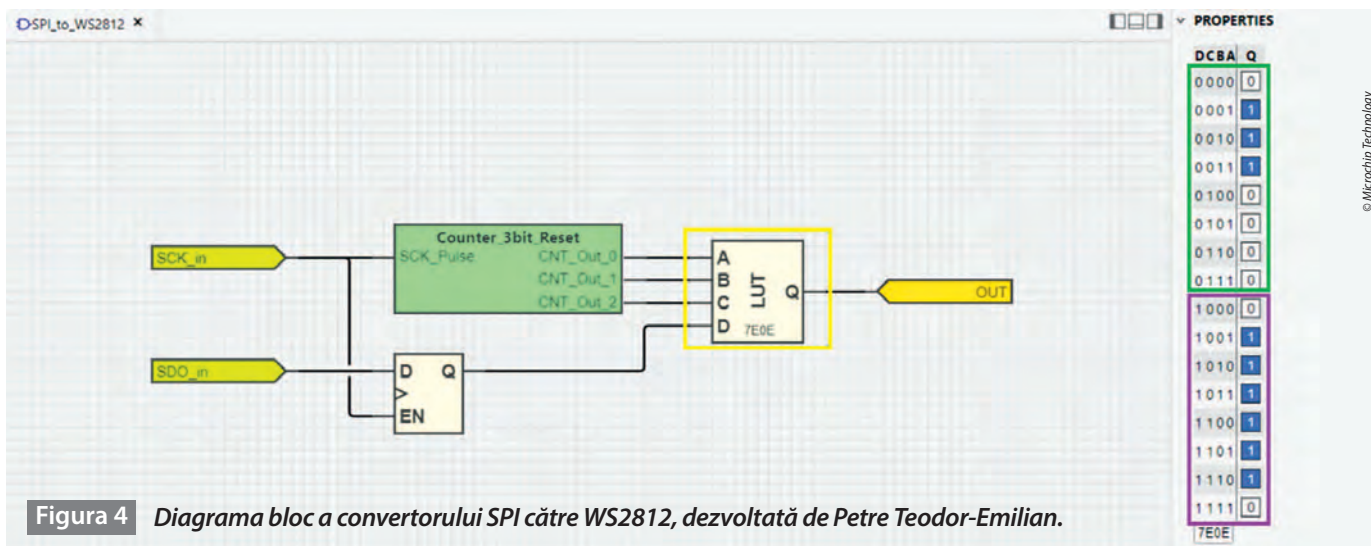 SPI_to_WS2812 ×
PROPERTIES
DCBA Q
0000 0
0001 1
0010 1
0011 1
0100 0
0101 0
0110 0
0111 0
1000 0
1001 1
1010 1
1011 1
1100 1
1101 1
1110 1
1111 0
7E0E
© Microchip Technology
SCK_in
Counter_3bit_Reset
SCK_Pulse CNT_Out_0
CNT_Out_1
CNT_Out_2
A
B
C
D
LUT
Q
7E0E
OUT
SDO_in
D Q
EN
Figura 4 Diagrama bloc a convertorului SPI către WS2812, dezvoltată de Petre Teodor-Emilian.